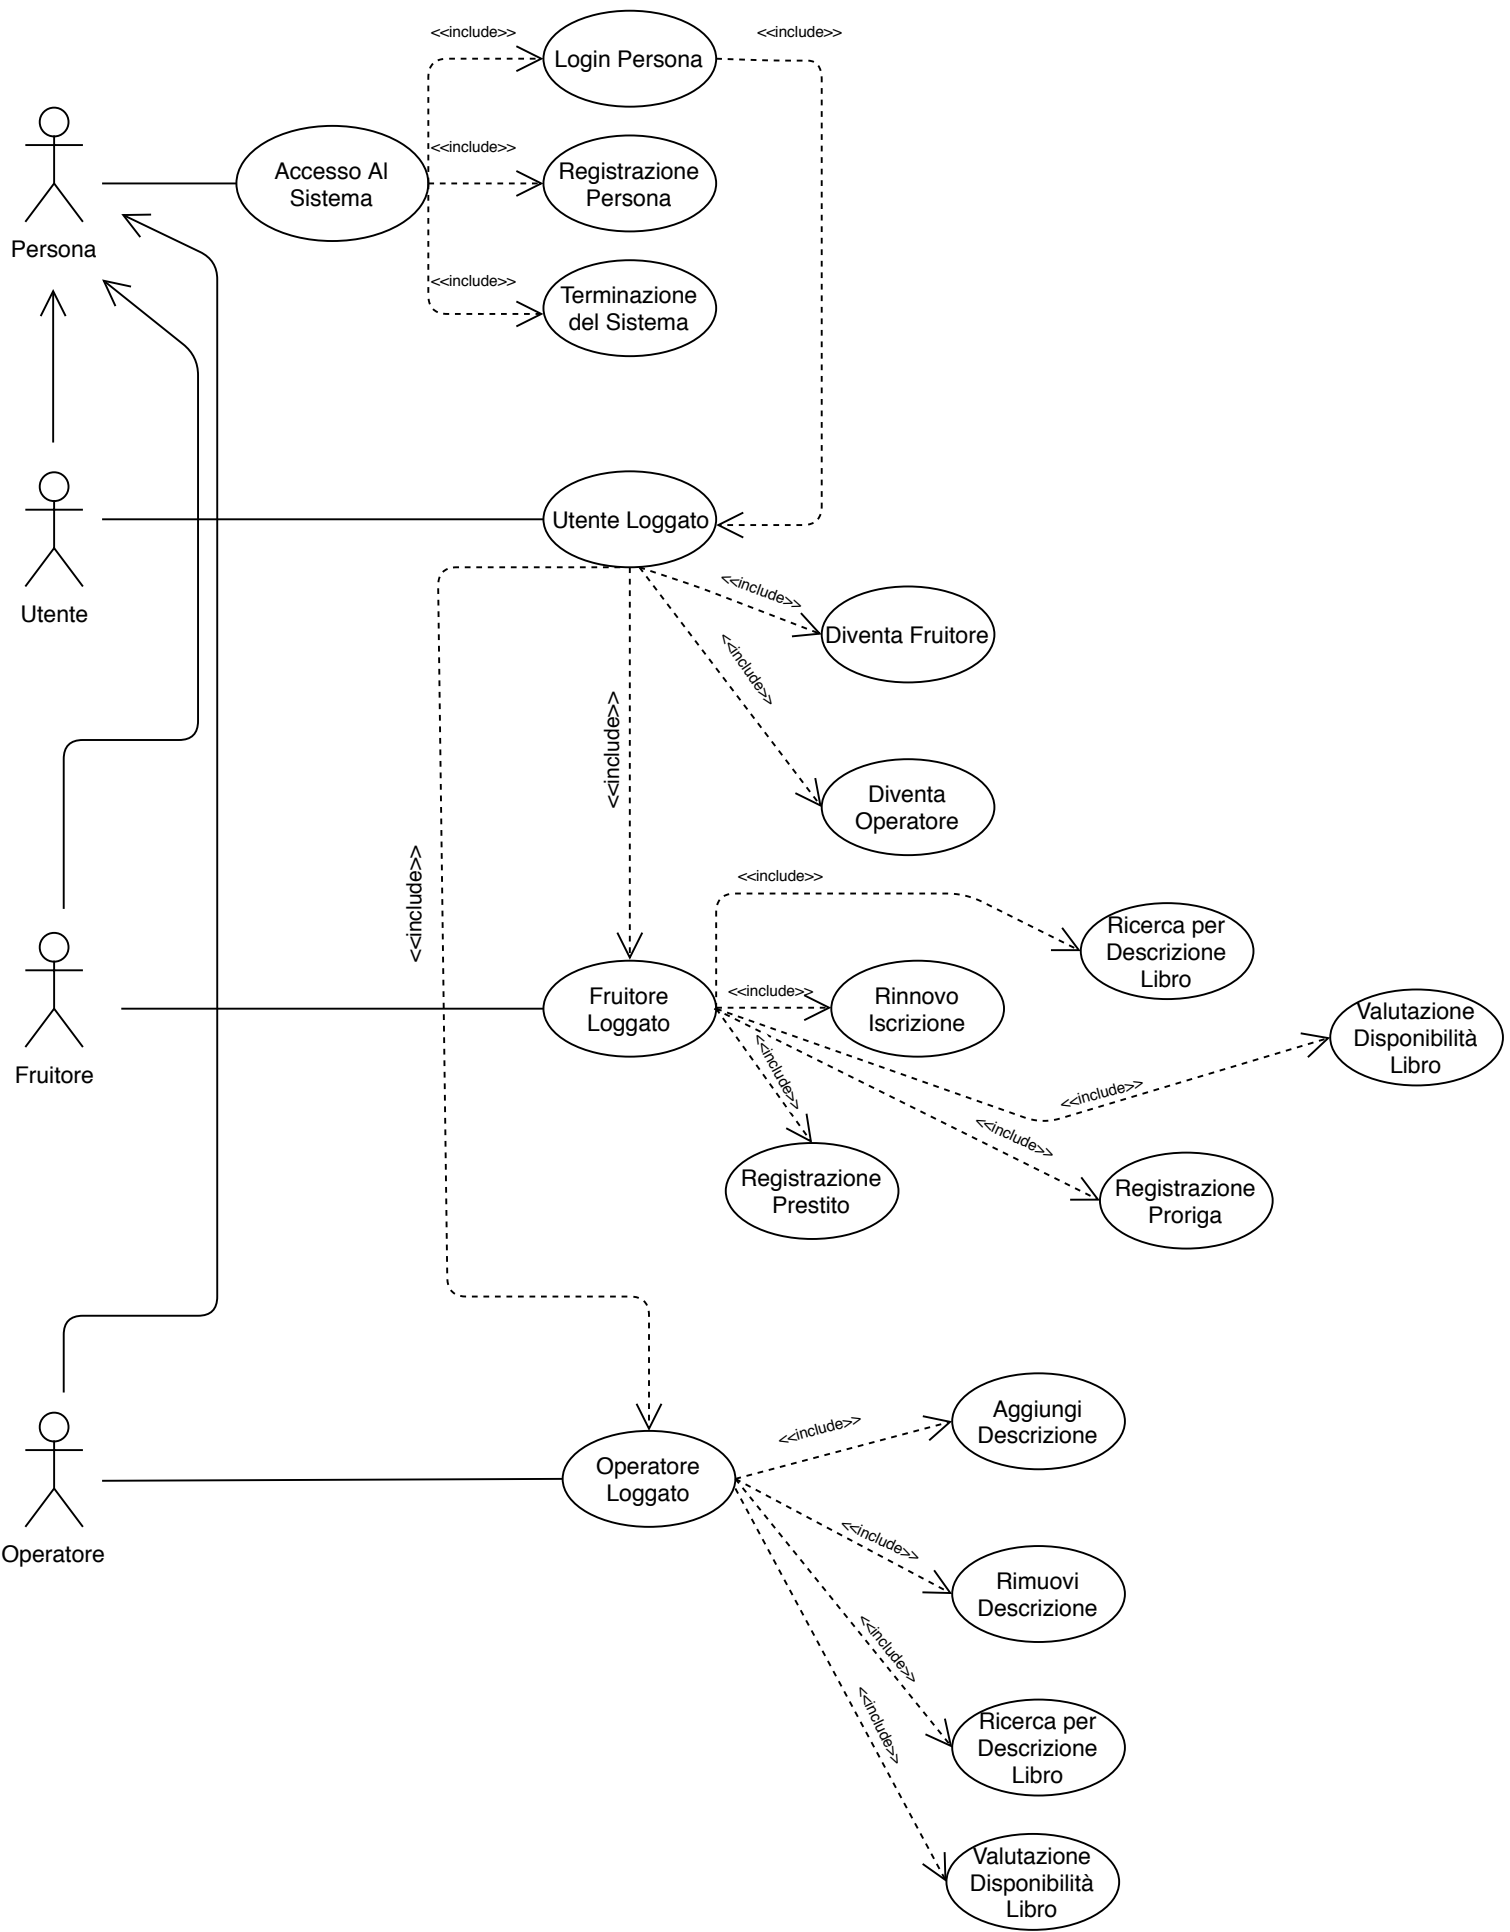 <<include>>
<<include>>
Login Persona
<<include>>
Accesso Al
Sistema
Registrazione
Persona
Persona
<<include>>
Terminazione
del Sistema
Utente Loggato
Utente
<<include>>
Diventa Fruitore
<<include>>
<<include>>
Diventa
Operatore
<<include>>
<<include>>
Ricerca per
Descrizione
Libro
Fruitore
Loggato
<<include>>
Rinnovo
Iscrizione
Valutazione
Disponibilità
Libro
Fruitore
<<include>>
<<include>>
<<include>>
Registrazione
Prestito
Registrazione
Proriga
<<include>>
Aggiungi
Descrizione
Operatore
Loggato
Operatore
<<include>>
Rimuovi
Descrizione
<<include>>
<<include>>
Ricerca per
Descrizione
Libro
Valutazione
Disponibilità
Libro